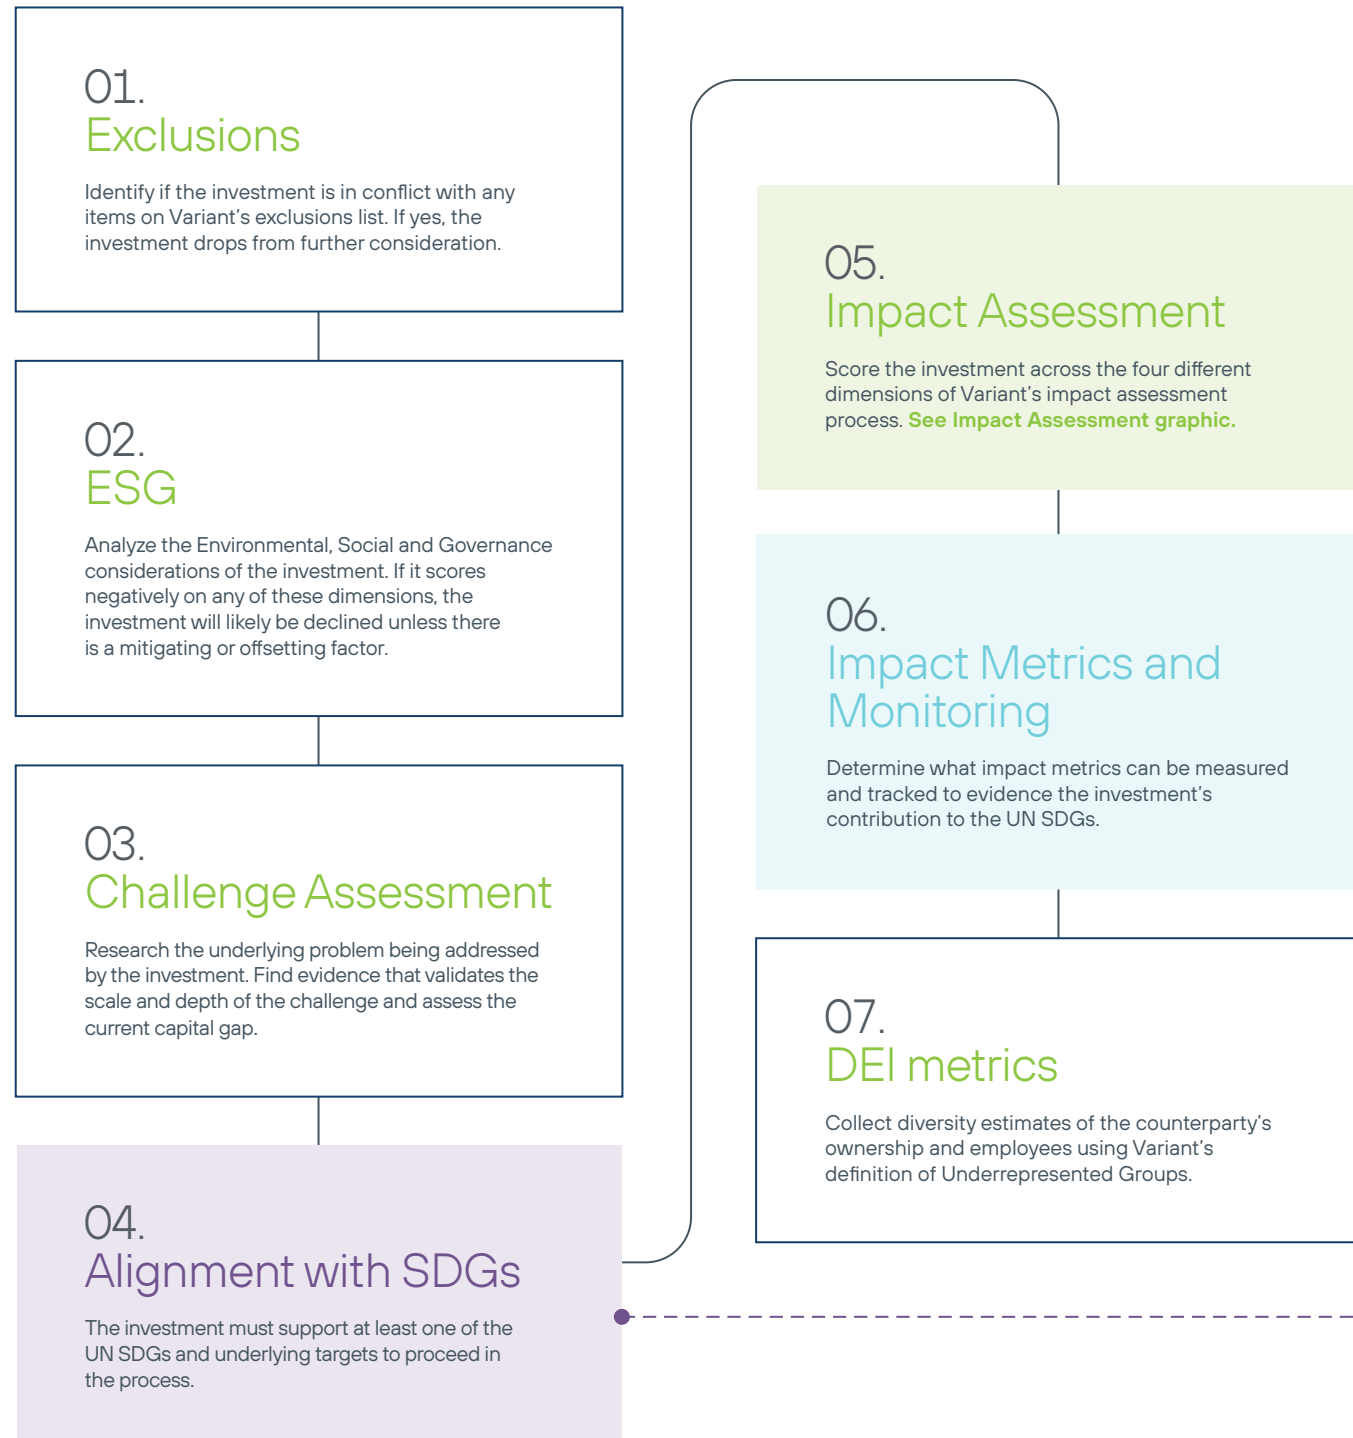 01.
Exclusions
Identify if the investment is in conflict with any
items on Variant’s exclusions list. If yes, the
investment drops from further consideration.
02.
ESG
Analyze the Environmental, Social and Governance
considerations of the investment. If it scores
negatively on any of these dimensions, the
investment will likely be declined unless there
is a mitigating or offsetting factor.
03.
Challenge Assessment
Research the underlying problem being addressed
by the investment. Find evidence that validates the
scale and depth of the challenge and assess the
current capital gap.
04.
Alignment with SDGs
The investment must support at least one of the
UN SDGs and underlying targets to proceed in
the process.
05.
Impact Assessment
Score the investment across the four different
dimensions of Variant’s impact assessment
process. See Impact Assessment graphic.
06.
Impact Metrics and
Monitoring
Determine what impact metrics can be measured
and tracked to evidence the investment’s
contribution to the UN SDGs.
07.
DEI metrics
Collect diversity estimates of the counterparty’s
ownership and employees using Variant’s
definition of Underrepresented Groups.